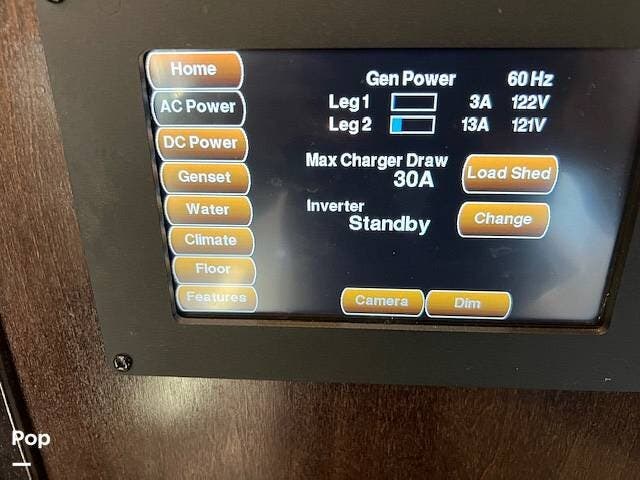 Home
AC Power
DC Power
Genset
Water
Climate
Floor
Features
Gen Power 60 Hz
Leg 1 3A 122V
Leg 2 13A 121V
Max Charger Draw
30A
Load Shed
Inverter
Standby
Change
Camera
Dim
Pop